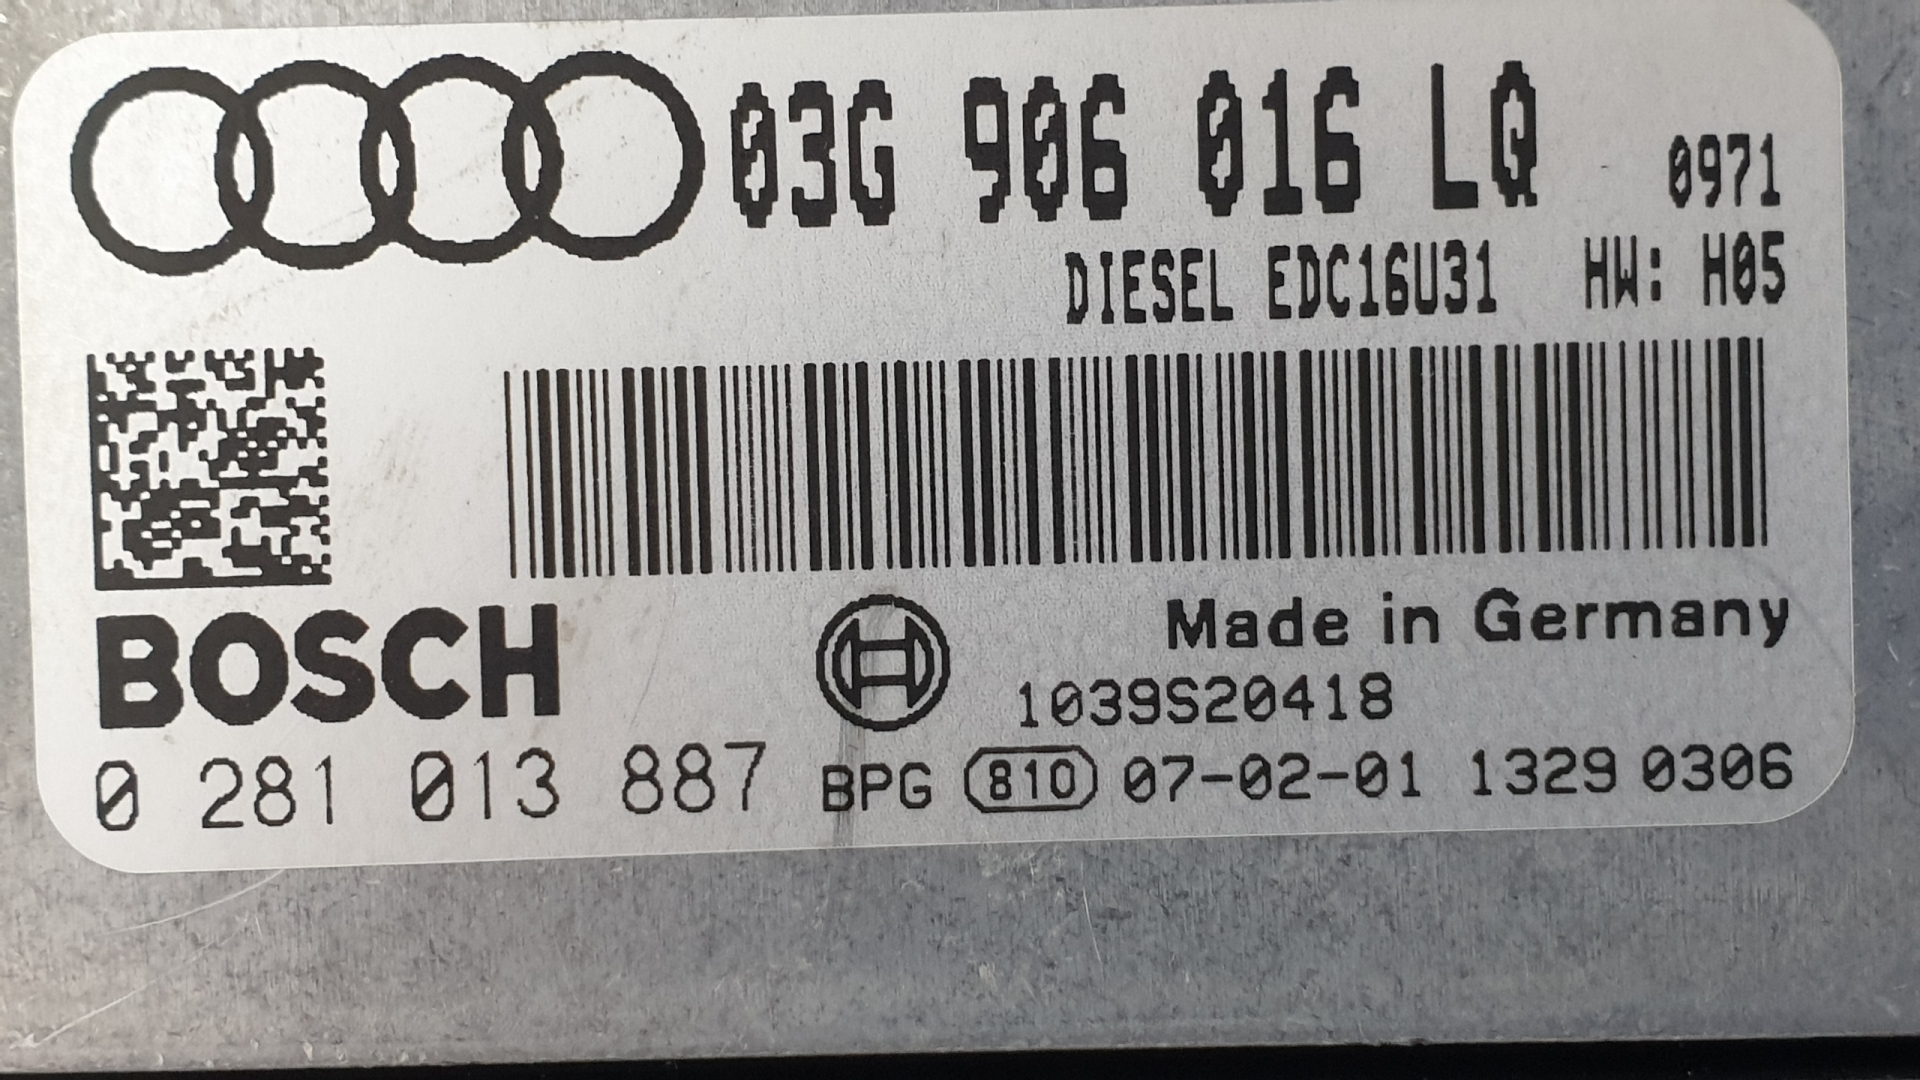 03G 906 016 LQ 0971
DIESEL EDC16U31 HW: H05
BOSCH
Made in Germany
1039S20418
0 281 013 887 BPG 810 07-02-01 1329 0306